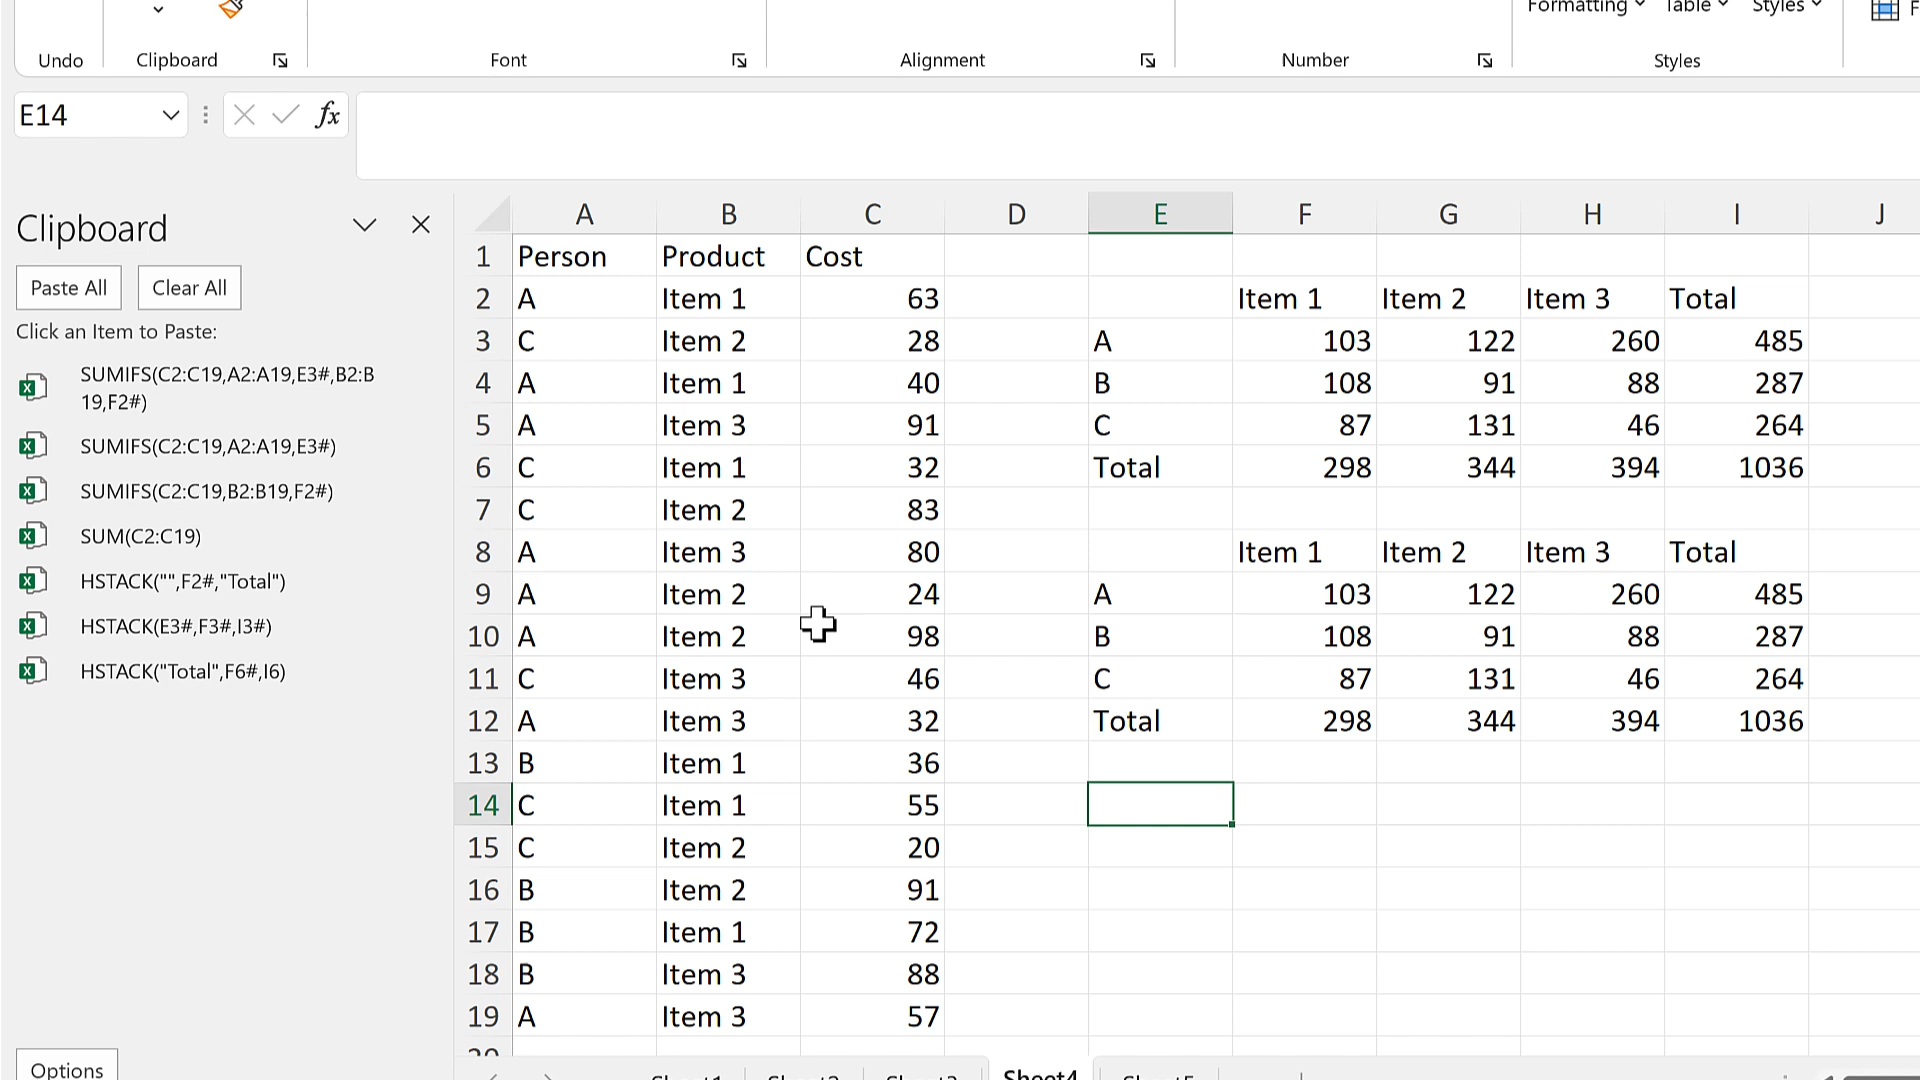 Formatting Table Styles
Undo Clipboard Font Alignment Number Styles
E14 fx
Clipboard
Paste All Clear All
Click an Item to Paste:
SUMIFS(C2:C19,A2:A19,E3#,B2:B
19,F2#)
SUMIFS(C2:C19,A2:A19,E3#)
SUMIFS(C2:C19,B2:B19,F2#)
SUM(C2:C19)
HSTACK("",F2#,"Total")
HSTACK(E3#,F3#,I3#)
HSTACK("Total",F6#,I6)
Options
A B C D E F G H I J
1 Person Product Cost
2 A Item 1 63 Item 1 Item 2 Item 3 Total
3 C Item 2 28 A 103 122 260 485
4 A Item 1 40 B 108 91 88 287
5 A Item 3 91 C 87 131 46 264
6 C Item 1 32 Total 298 344 394 1036
7 C Item 2 83
8 A Item 3 80 Item 1 Item 2 Item 3 Total
9 A Item 2 24 A 103 122 260 485
10 A Item 2 98 B 108 91 88 287
11 C Item 3 46 C 87 131 46 264
12 A Item 3 32 Total 298 344 394 1036
13 B Item 1 36
14 C Item 1 55
15 C Item 2 20
16 B Item 2 91
17 B Item 1 72
18 B Item 3 88
19 A Item 3 57
20
Sheet4